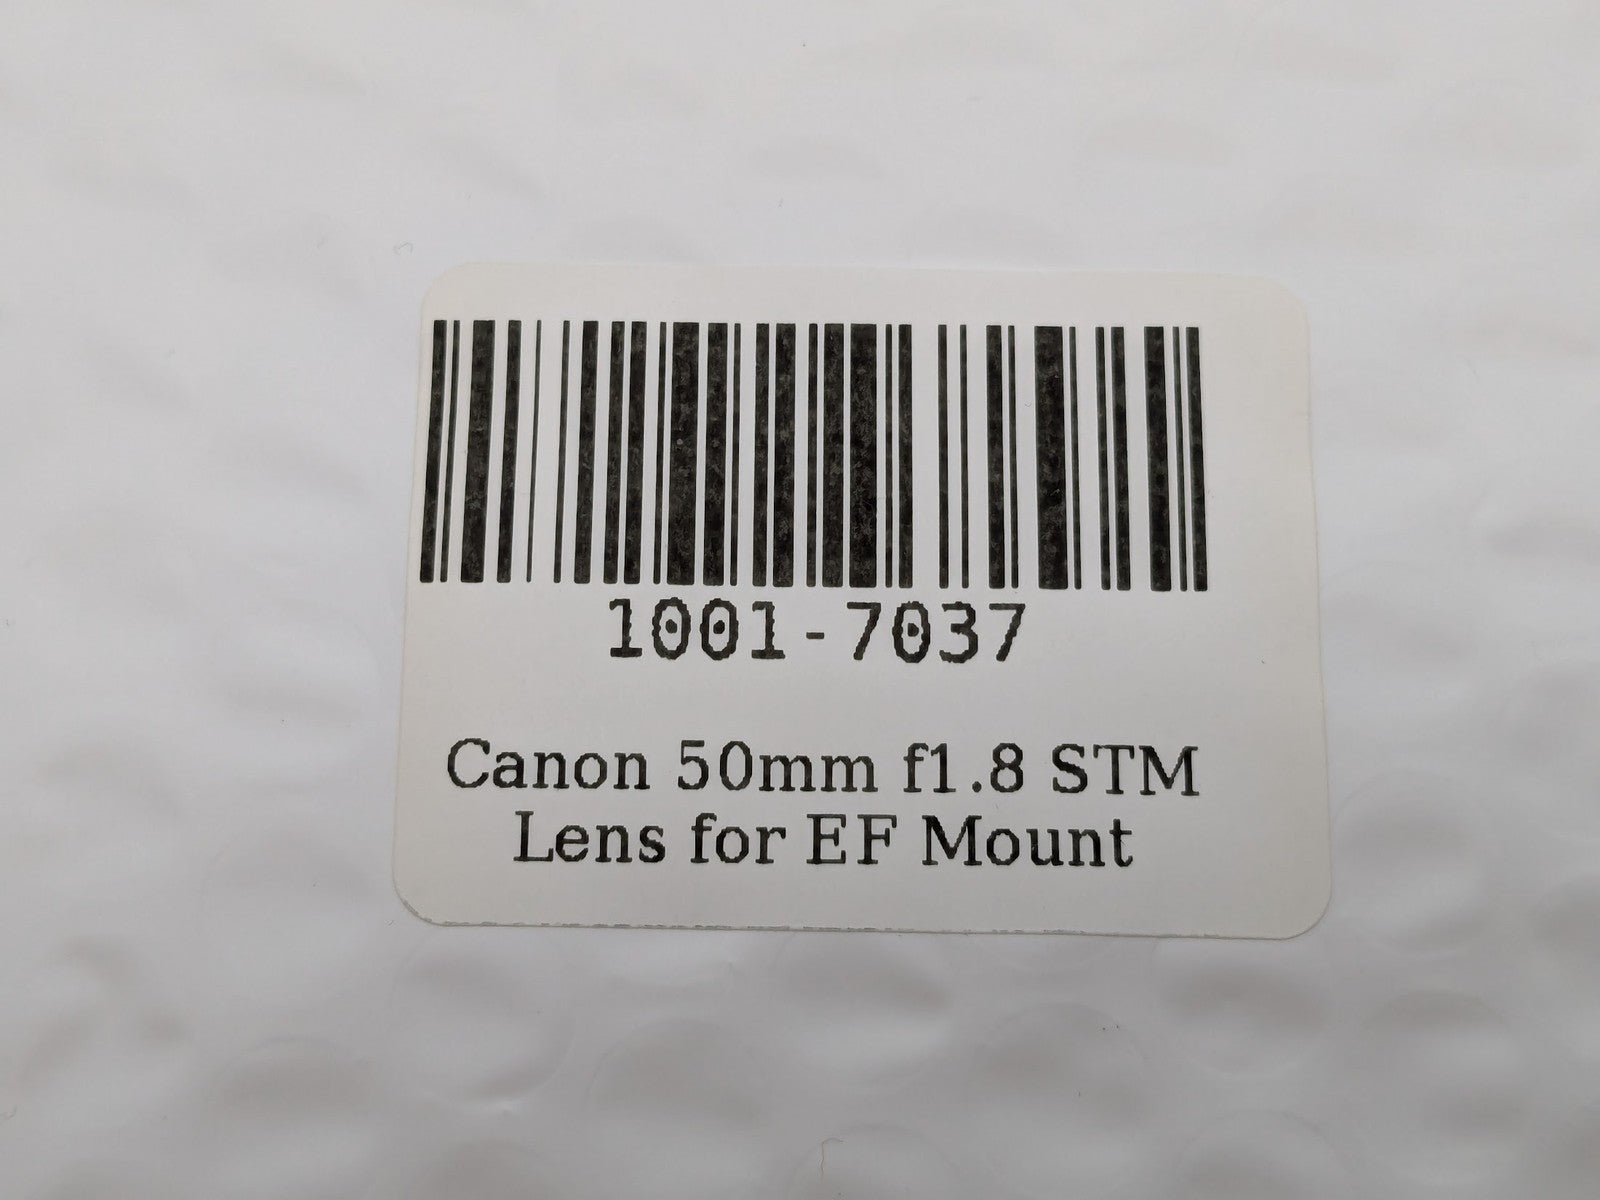 1001-7037
Canon 50mm f1.8 STM
Lens for EF Mount